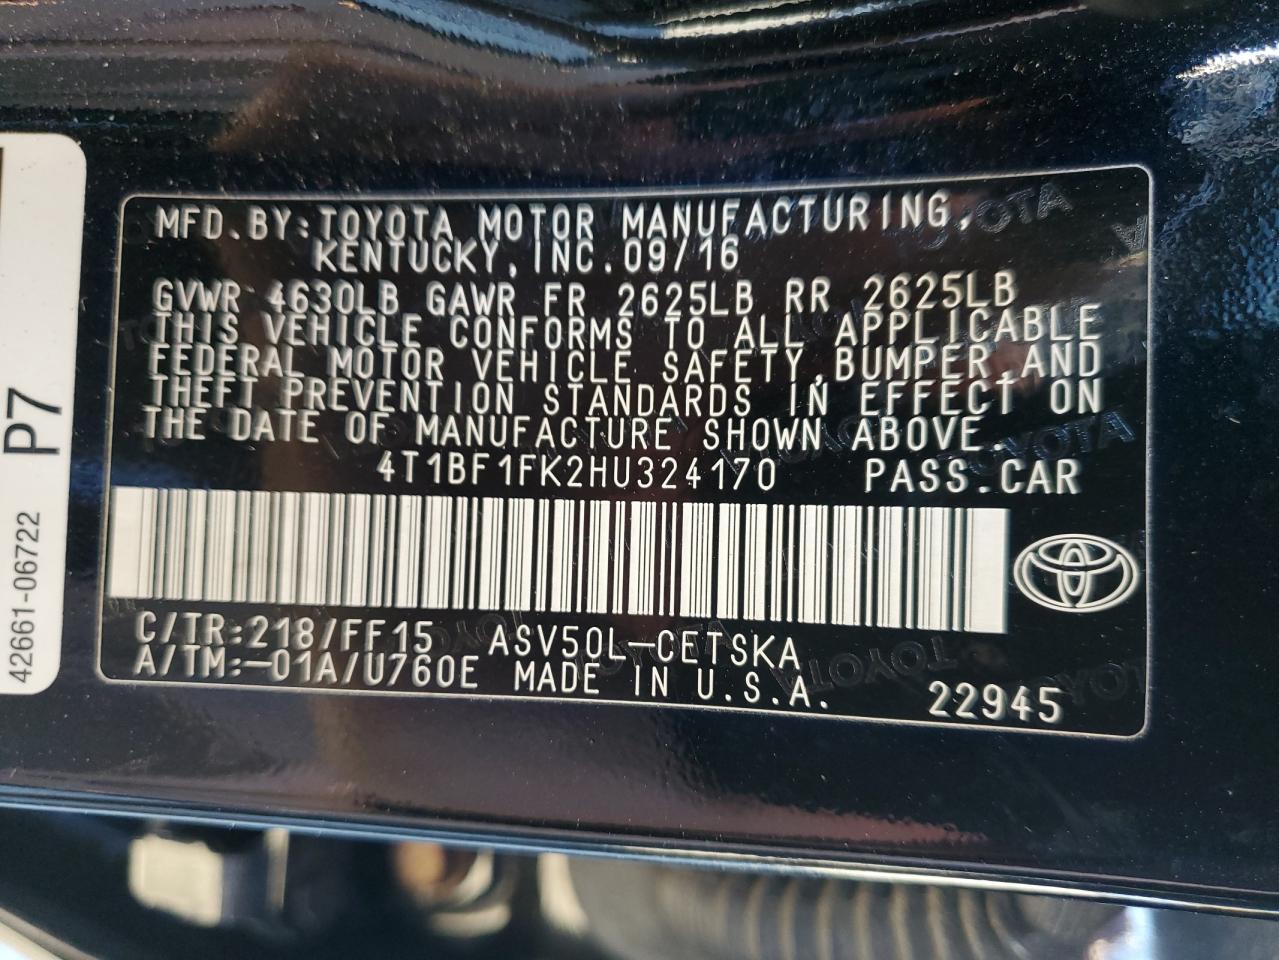 MFD.BY:TOYOTA MOTOR MANUFACTURING,
KENTUCKY,INC.09/16
GVWR 4630LB GAWR FR 2625LB RR 2625LB
THIS VEHICLE CONFORMS TO ALL APPLICABLE
FEDERAL MOTOR VEHICLE SAFETY,BUMPER,AND
THEFT PREVENTION STANDARDS IN EFFECT ON
THE DATE OF MANUFACTURE SHOWN ABOVE.
4T1BF1FK2HU324170 PASS.CAR
C/TR:218/FF15 ASV50L-CETSKA
A/TM:-01A/U760E MADE IN U.S.A. 22945
42661-06722 P7